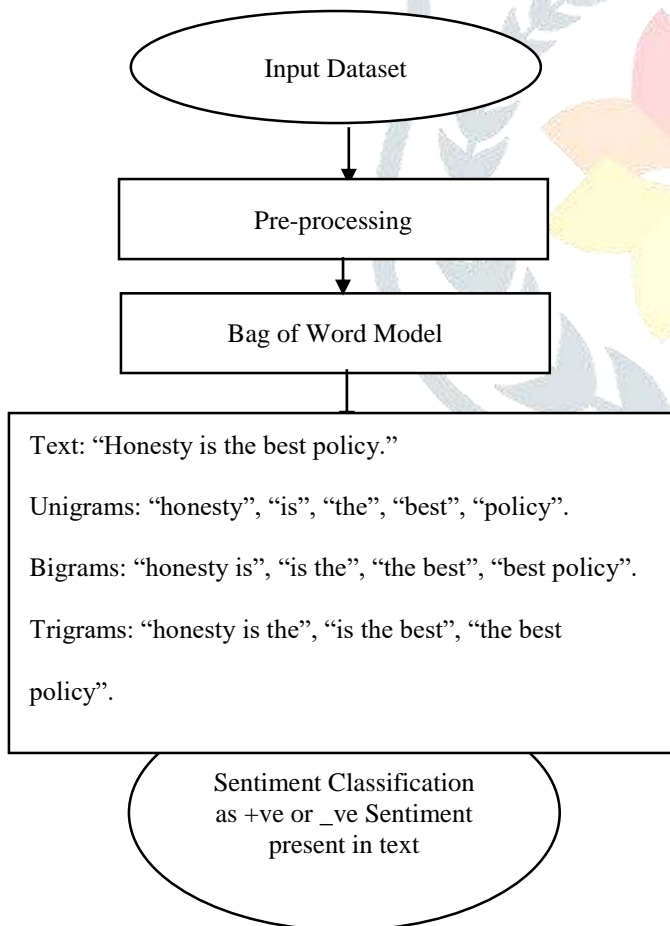 Input Dataset
Pre-processing
Bag of Word Model
Text: “Honesty is the best policy.”
Unigrams: “honesty”, “is”, “the”, “best”, “policy”.
Bigrams: “honesty is”, “is the”, “the best”, “best policy”.
Trigrams: “honesty is the”, “is the best”, “the best
policy”.
Sentiment Classification
as +ve or _ve Sentiment
present in text